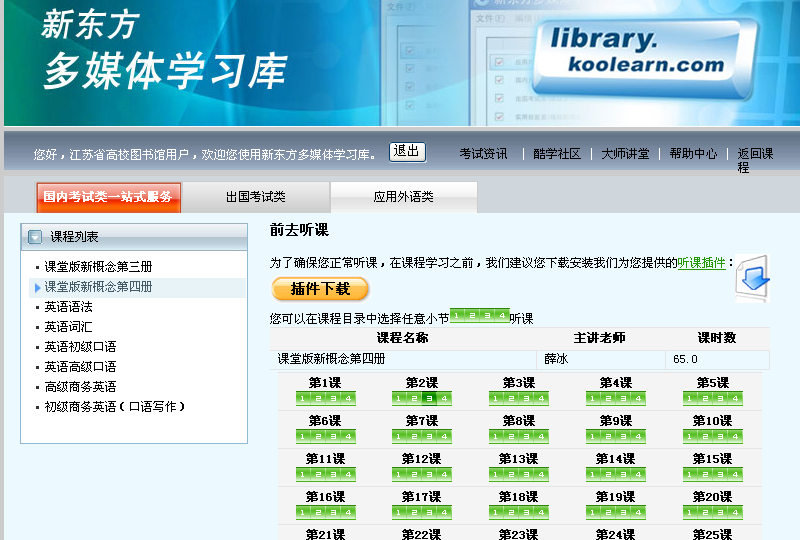 新东方
多媒体学习库
library.
koolearn.com
您好，江苏省高校图书馆用户，欢迎您使用新东方多媒体学习库。 退出 考试资讯 | 酷学社区 | 大师讲堂 | 帮助中心 | 返回课程
国内考试类一站式服务 出国考试类 应用外语类
课程列表
课堂版新概念第三册
课堂版新概念第四册
英语语法
英语词汇
英语初级口语
英语高级口语
高级商务英语
初级商务英语（口语写作）
前去听课
为了确保您正常听课，在课程学习之前，我们建议您下载安装我们为您提供的听课插件：
插件下载
您可以在课程目录中选择任意小节1 2 3 4听课
课程名称 主讲老师 课时数
课堂版新概念第四册 薛冰 65.0
第1课 第2课 第3课 第4课 第5课
1 2 3 4 1 2 3 4 1 2 3 4 1 2 3 4 1 2 3 4
第6课 第7课 第8课 第9课 第10课
1 2 3 4 1 2 3 4 1 2 3 4 1 2 3 4 1 2 3 4
第11课 第12课 第13课 第14课 第15课
1 2 3 4 1 2 3 4 1 2 3 4 1 2 3 4 1 2 3 4
第16课 第17课 第18课 第19课 第20课
1 2 3 4 1 2 3 4 1 2 3 4 1 2 3 4 1 2 3 4
第21课 第22课 第23课 第24课 第25课